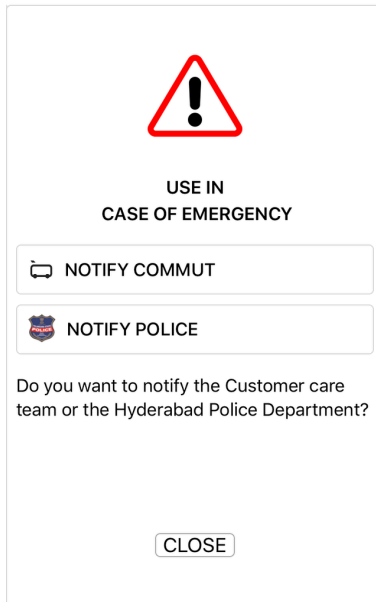 USE IN
CASE OF EMERGENCY
NOTIFY COMMUT
POLICE
NOTIFY POLICE
Do you want to notify the Customer care
team or the Hyderabad Police Department?
CLOSE